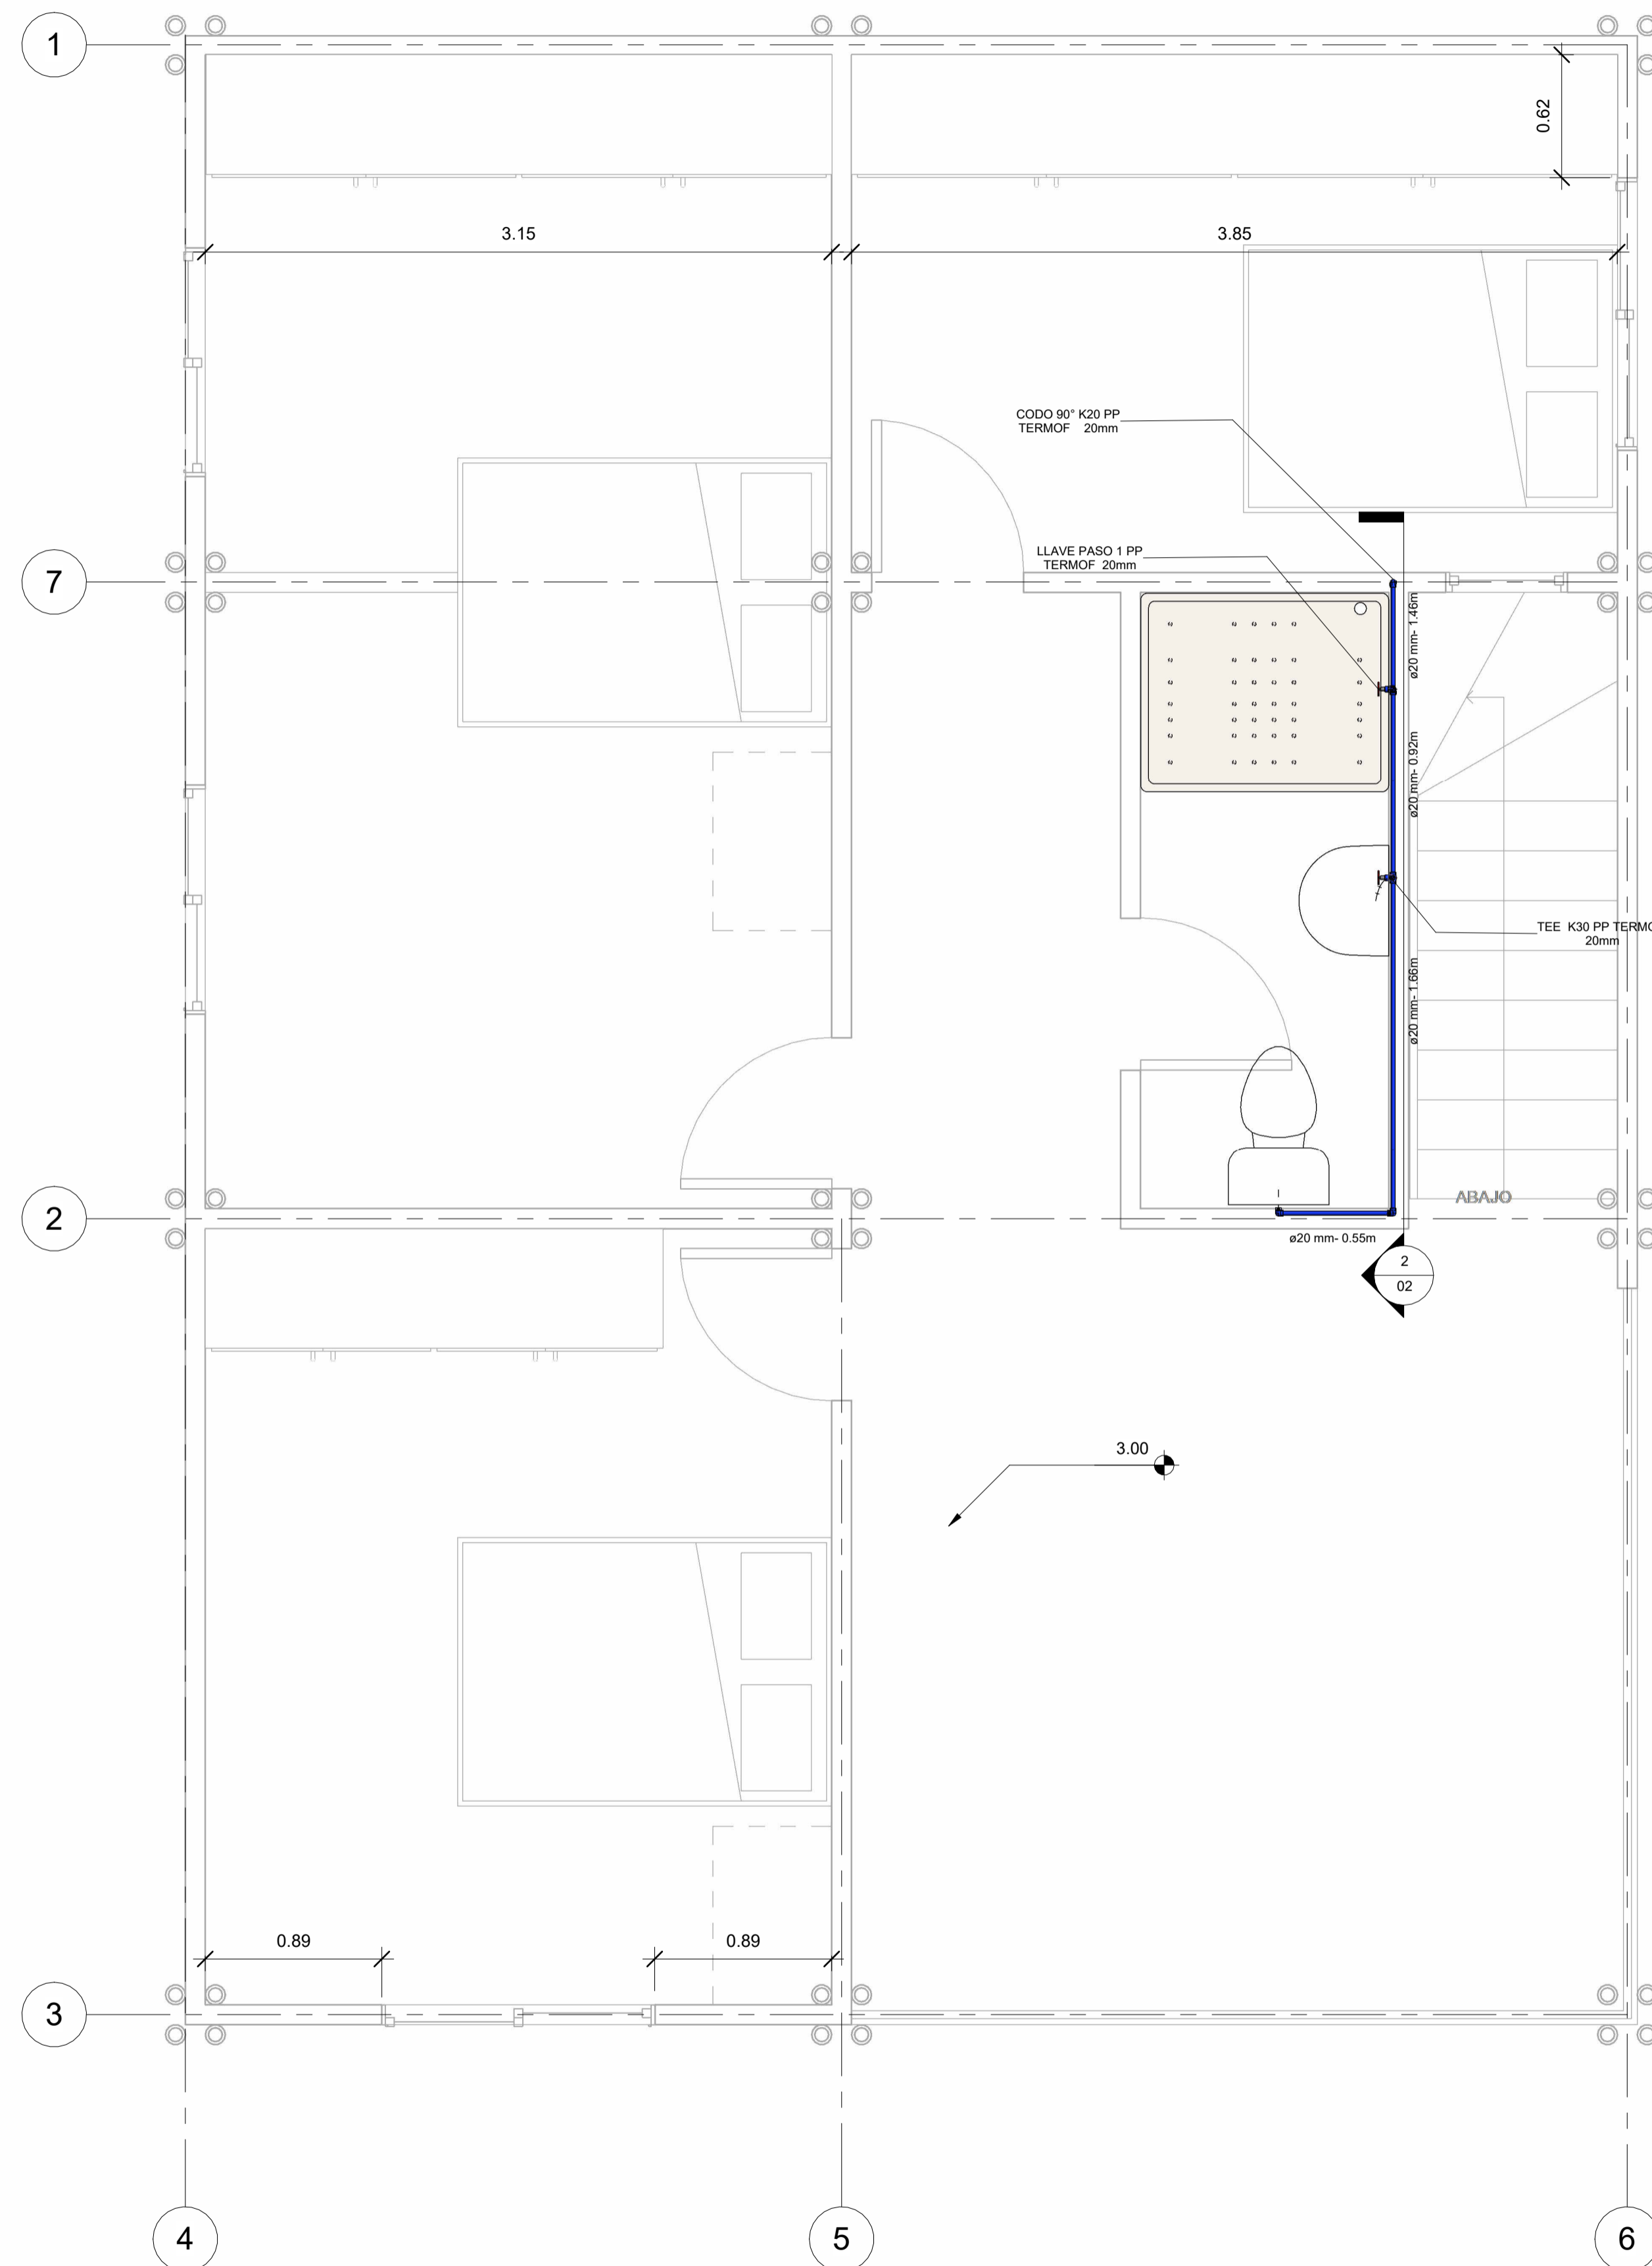 1
0.62
3.15
3.85
CODO 90° K20 PP
TERMOF 20mm
LLAVE PASO 1 PP
TERMOF 20mm
7
ø20 mm- 1.46m
ø20 mm- 0.92m
TEE K30 PP TERMO
20mm
ø20 mm- 1.66m
ABAJO
2
ø20 mm- 0.55m
2
02
3.00
0.89
0.89
3
4
5
6